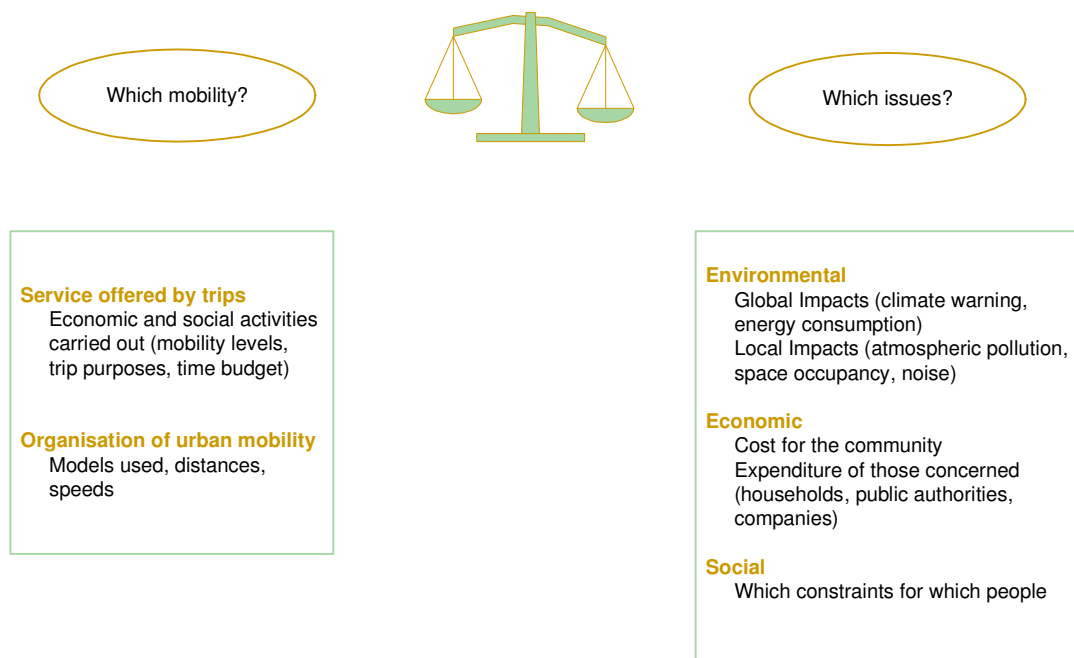 Which mobility?
Which issues?
Service offered by trips
Economic and social activities
carried out (mobility levels,
trip purposes, time budget)
Organisation of urban mobility
Models used, distances,
speeds
Environmental
Global Impacts (climate warning,
energy consumption)
Local Impacts (atmospheric pollution,
space occupancy, noise)
Economic
Cost for the community
Expenditure of those concerned
(households, public authorities,
companies)
Social
Which constraints for which people